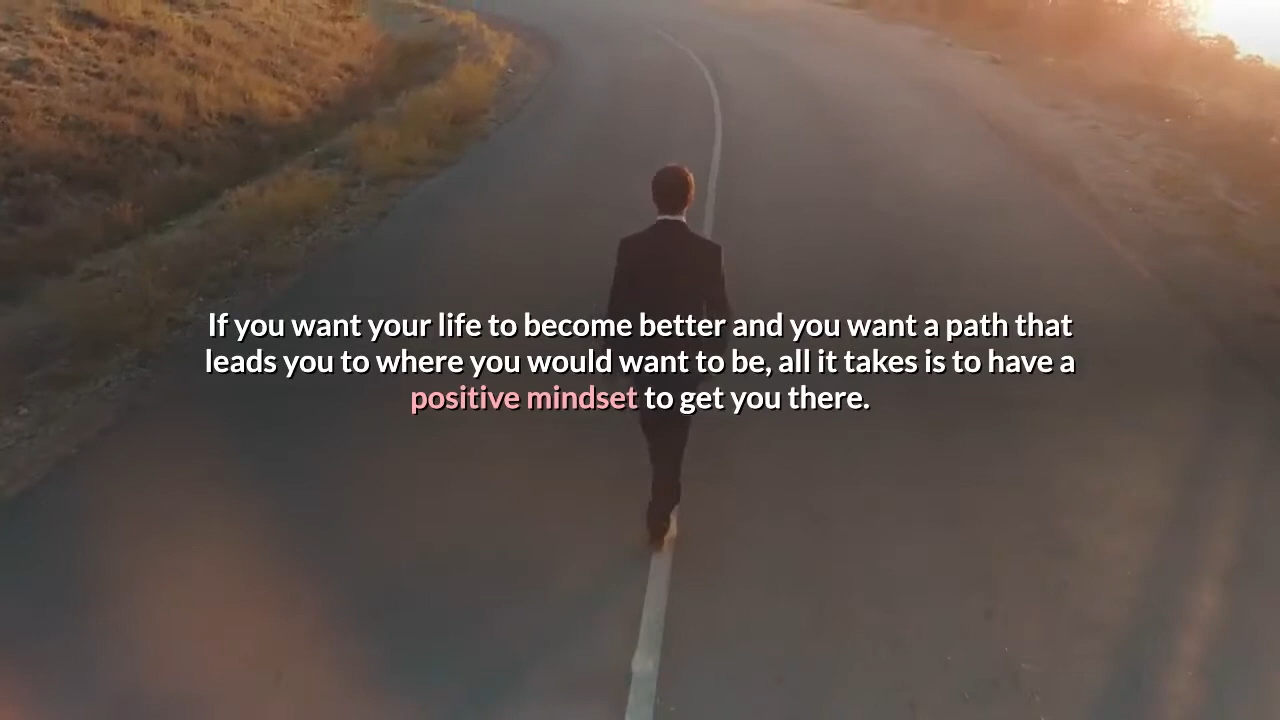 If you want your life to become better and you want a path that
leads you to where you would want to be, all it takes is to have a
positive mindset to get you there.